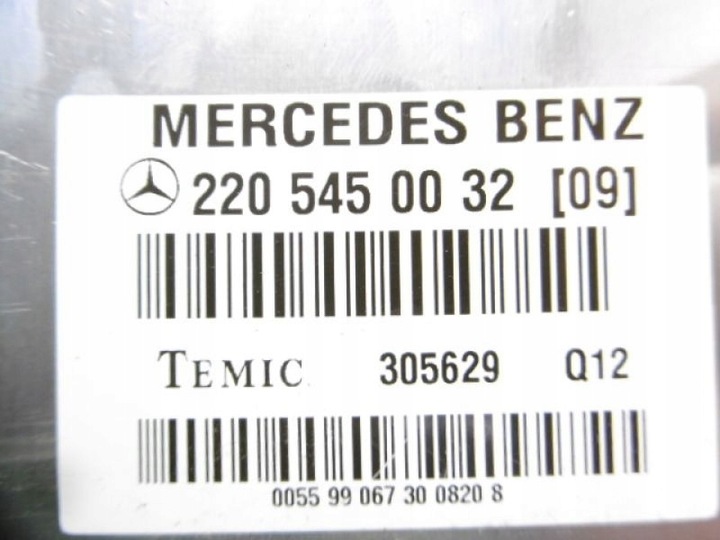 MERCEDES BENZ
220 545 00 32 [09]
TEMIC 305629 Q12
0055 99 067 30 0820 8